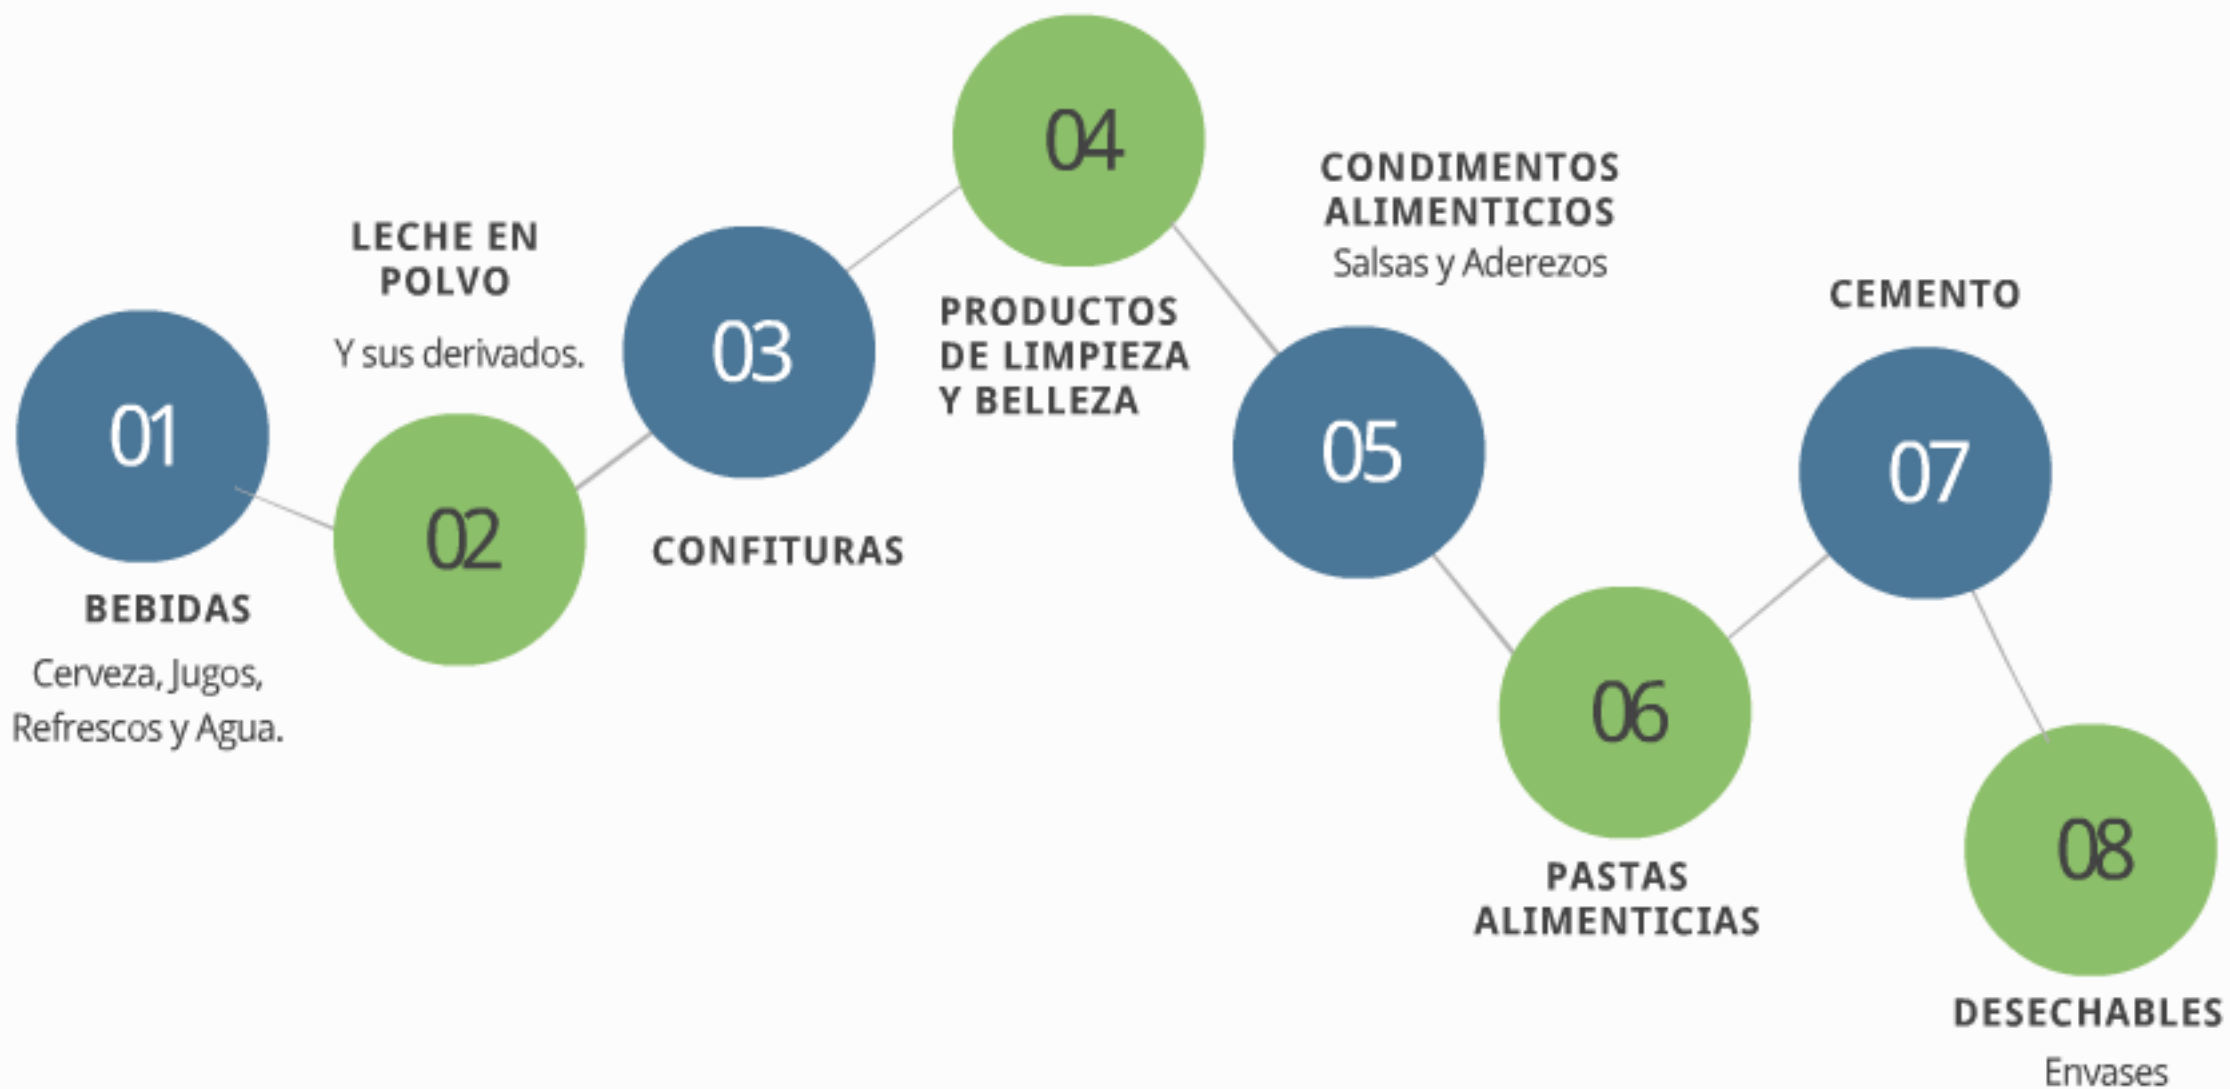 01
BEBIDAS
Cerveza, Jugos,
Refrescos y Agua.
LECHE EN
POLVO
Y sus derivados.
02
03
CONFITURAS
04
PRODUCTOS
DE LIMPIEZA
Y BELLEZA
CONDIMENTOS
ALIMENTICIOS
Salsas y Aderezos
05
06
PASTAS
ALIMENTICIAS
CEMENTO
07
08
DESECHABLES
Envases